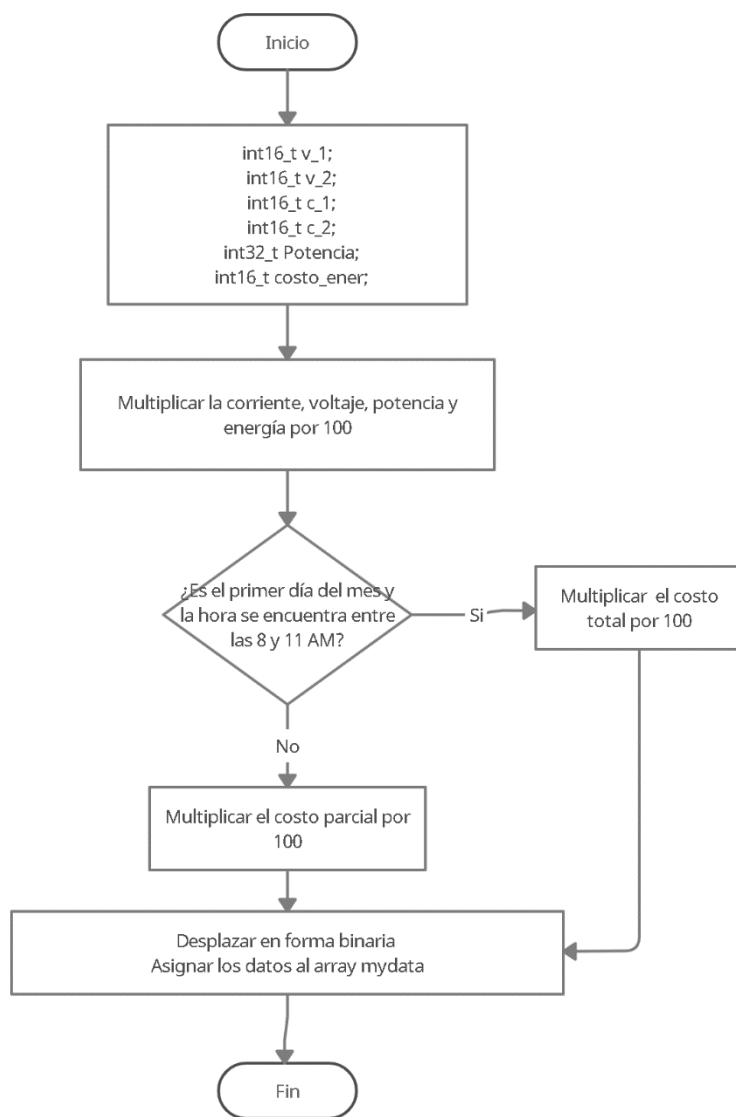 Inicio
int16_t v_1;
int16_t v_2;
int16_t c_1;
int16_t c_2;
int32_t Potencia;
int16_t costo_ener;
Multiplicar la corriente, voltaje, potencia y
energía por 100
¿Es el primer día del mes y
la hora se encuentra entre
las 8 y 11 AM?
Si
Multiplicar el costo
total por 100
No
Multiplicar el costo parcial por
100
Desplazar en forma binaria
Asignar los datos al array mydata
Fin